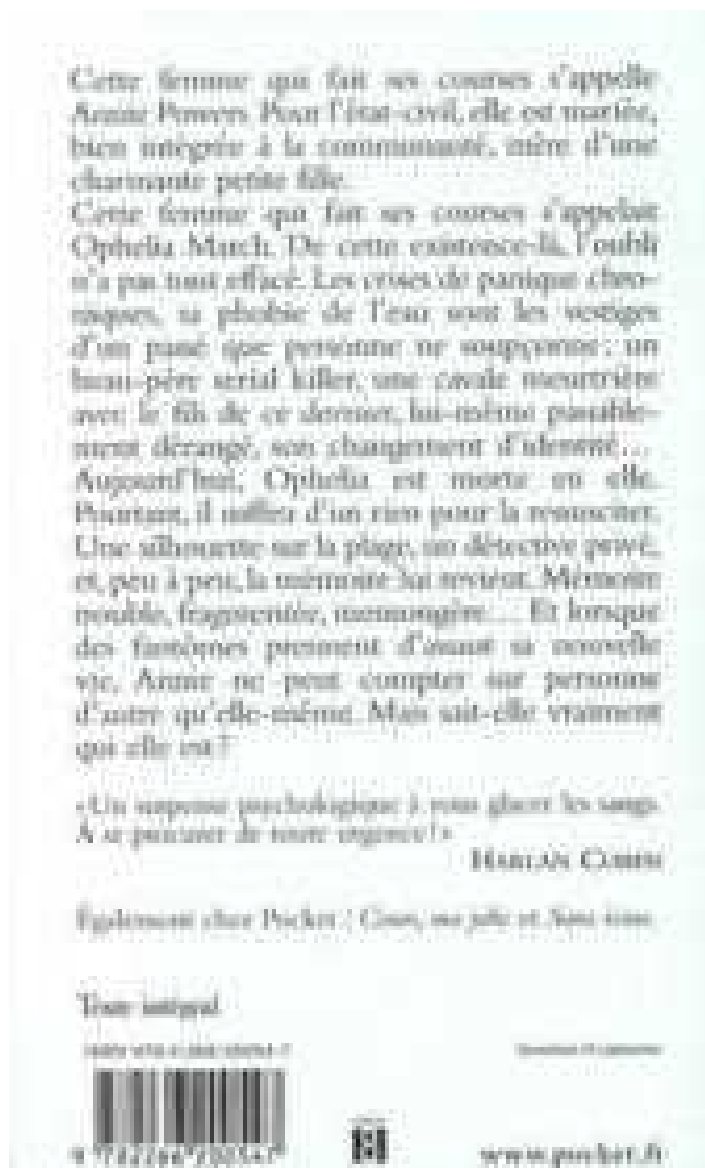 Cette femme qui fait ses courses s'appelle
Annie Powers. Pour l'état-civil, elle est mariée,
bien intégrée à la communauté, mère d'une
charmante petite fille.
Cette femme qui fait ses courses s'appelait
Ophelia March. De cette existence-là, l'oubli
n'a pas tout effacé. Les crises de panique chro-
niques, sa phobie de l'eau sont les vestiges
d'un passé que personne ne soupçonne : un
beau-père serial killer, une cavale meurtrière
avec le fils de ce dernier, lui-même passable-
ment dérangé, son changement d'identité…
Aujourd'hui, Ophelia est morte en elle.
Pourtant, il suffira d'un rien pour la ressusciter.
Une silhouette sur la plage, un détective privé,
et, peu à peu, la mémoire lui revient. Mémoire
trouble, fragmentée, mensongère… Et lorsque
des fantômes prennent d'assaut sa nouvelle
vie, Annie ne peut compter sur personne
d'autre qu'elle-même. Mais sait-elle vraiment
qui elle est ?
« Un suspense psychologique à vous glacer les sangs.
À se procurer de toute urgence ! »
HARLAN COBEN
Également chez Pocket : Cours, ma jolie et Sans issue.
Texte intégral
www.pocket.fr